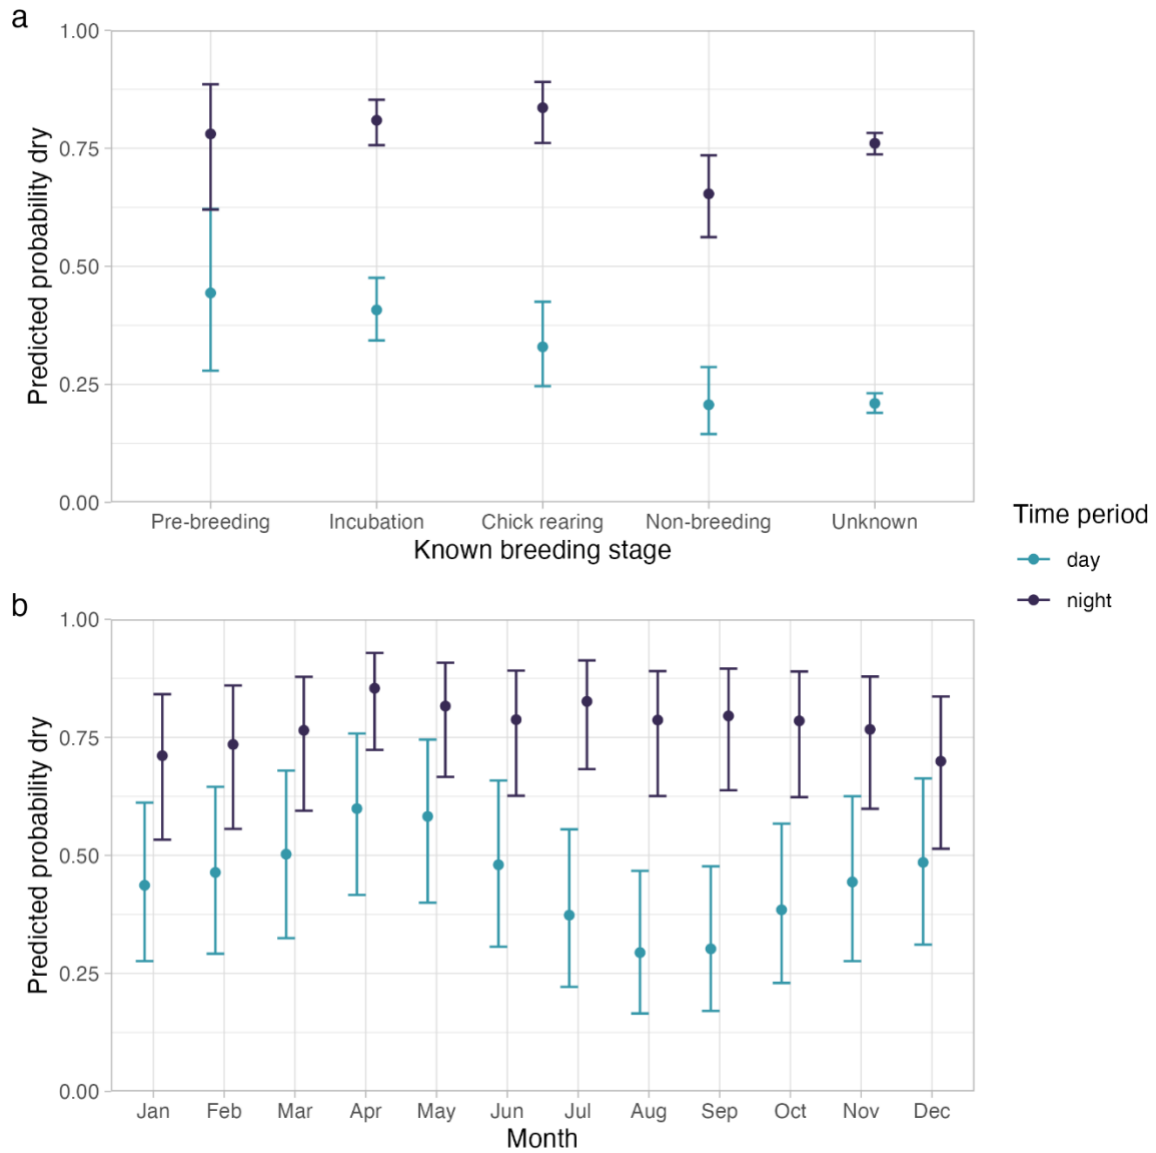 a
Predicted probability dry
1.00
0.75
0.50
0.25
0.00
Pre-breeding Incubation Chick rearing Non-breeding Unknown
Known breeding stage
Time period
day
night
b
Predicted probability dry
1.00
0.75
0.50
0.25
0.00
Jan Feb Mar Apr May Jun Jul Aug Sep Oct Nov Dec
Month